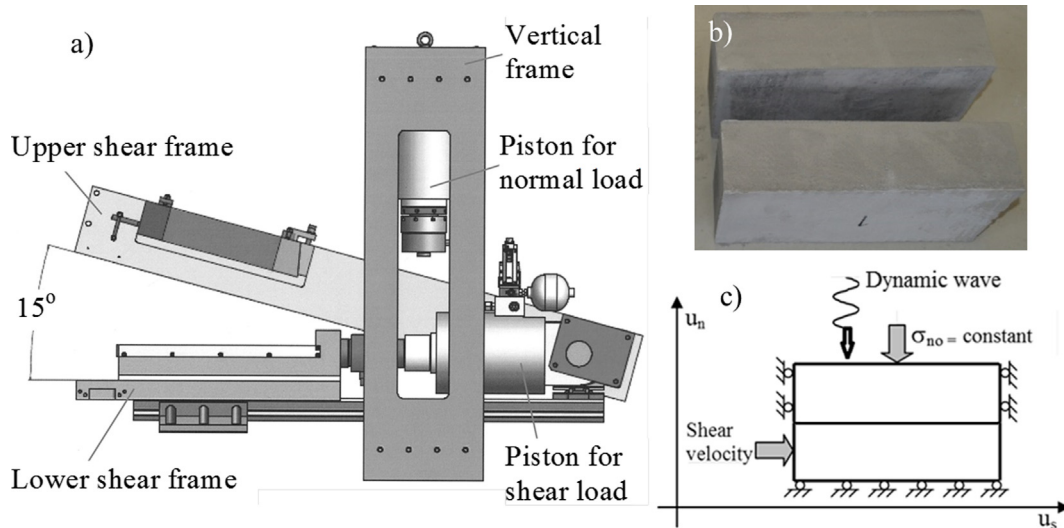 a)
Vertical
frame
Upper shear frame
Piston for
normal load
15°
Lower shear frame
Piston for
shear load
b)
c)
Dynamic wave
uₙ
σₙₒ = constant
Shear
velocity
uₛ